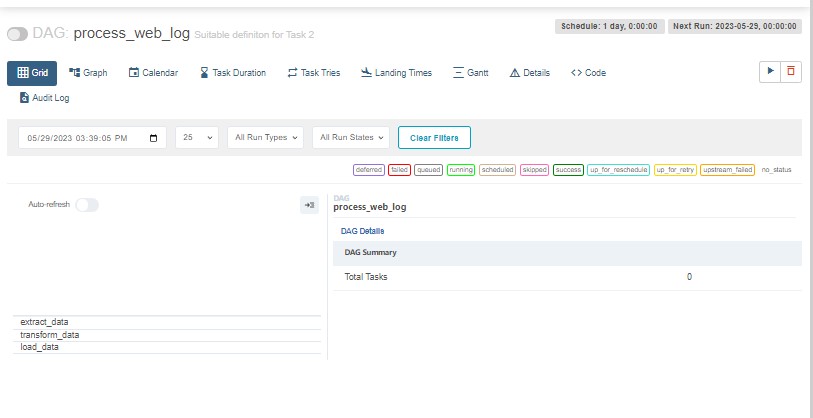 DAG: process_web_log Suitable definiton for Task 2
Schedule: 1 day, 0:00:00
Next Run: 2023-05-29, 00:00:00
Grid
Graph
Calendar
Task Duration
Task Tries
Landing Times
Gantt
Details
<> Code
Audit Log
05/29/2023 03:39:05 PM
25
All Run Types
All Run States
Clear Filters
deferred
failed
queued
running
scheduled
skipped
success
up_for_reschedule
up_for_retry
upstream_failed
no_status
Auto-refresh
extract_data
transform_data
load_data
DAG
process_web_log
DAG Details
DAG Summary
Total Tasks 0